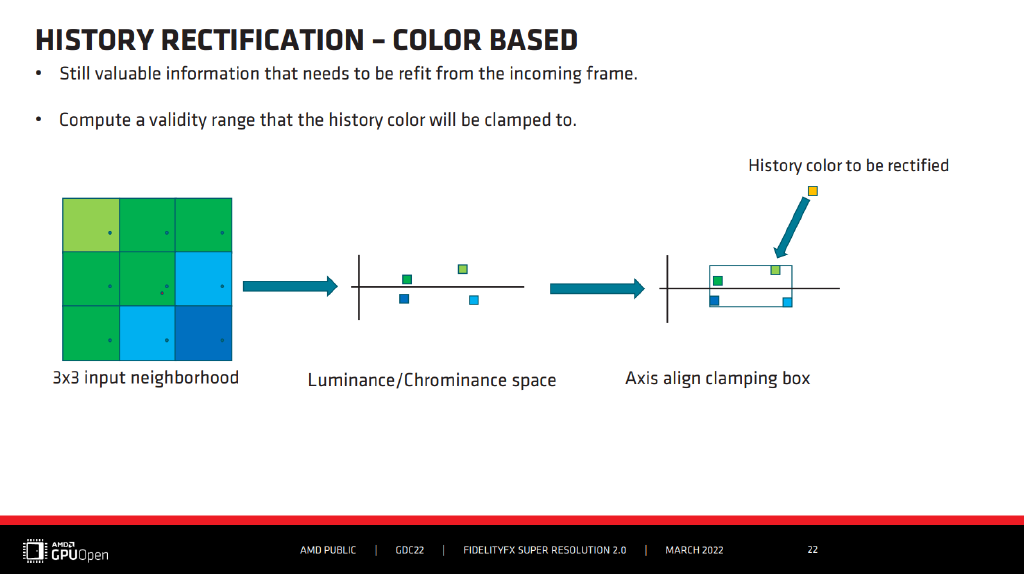 HISTORY RECTIFICATION – COLOR BASED
• Still valuable information that needs to be refit from the incoming frame.
• Compute a validity range that the history color will be clamped to.
History color to be rectified
3x3 input neighborhood
Luminance/Chrominance space
Axis align clamping box
AMD
GPUOpen
AMD PUBLIC | GDC22 | FIDELITYFX SUPER RESOLUTION 2.0 | MARCH 2022
22